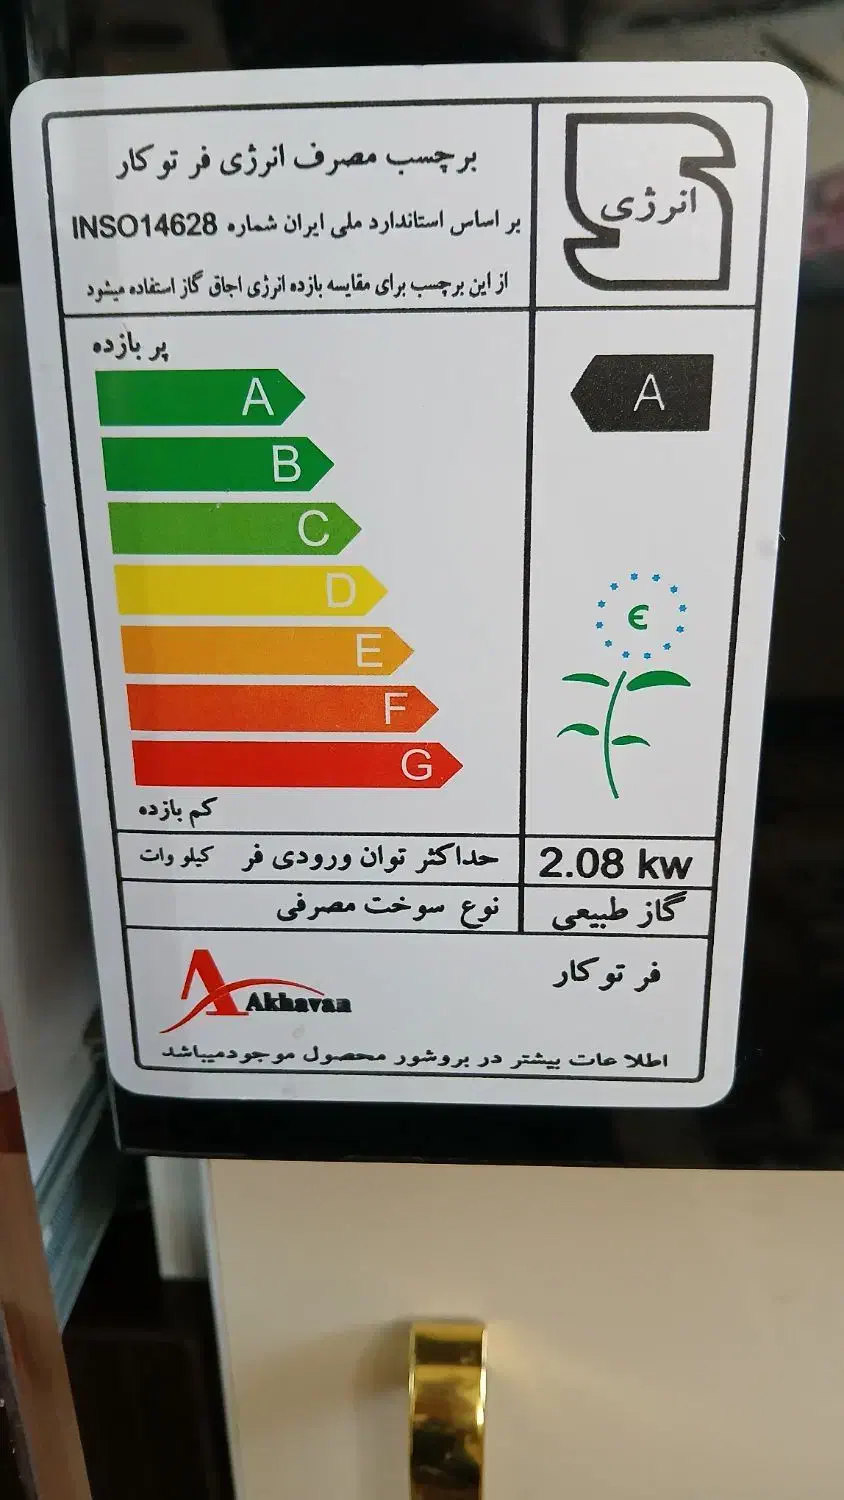 برچسب مصرف انرژی فر توکار
بر اساس استاندارد ملی ایران شماره INSO14628
از این برچسب برای مقایسه بازده انرژی اجاق گاز استفاده میشود
انرژی
پر بازده
A
B
C
D
E
F
G
کم بازده
A
є
حداکثر توان ورودی فر کیلو وات
2.08 kw
نوع سوخت مصرفی
گاز طبیعی
فر توکار
Akhavan
اطلاعات بیشتر در بروشور محصول موجودمیباشد